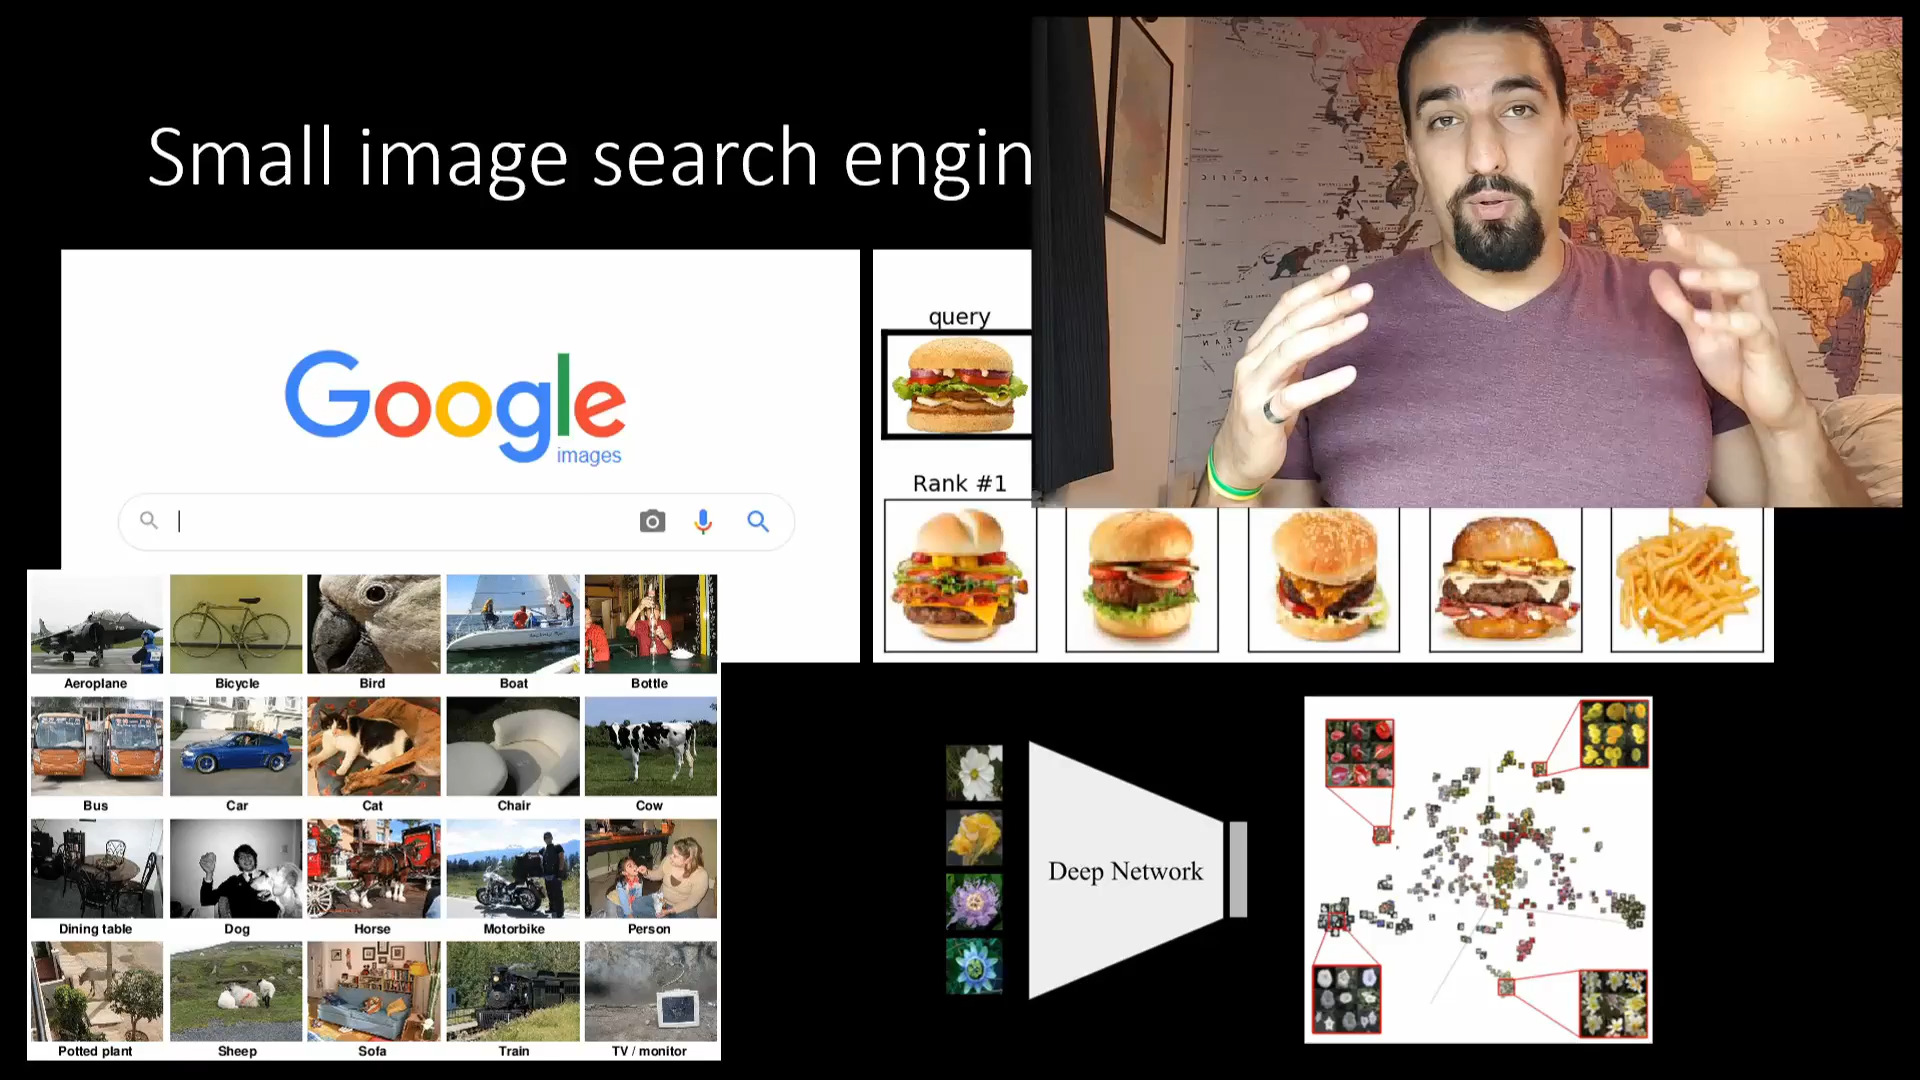 Small image search engin
Google
images
query
Rank #1
Aeroplane
Bicycle
Bird
Boat
Bottle
Bus
Car
Cat
Chair
Cow
Dining table
Dog
Horse
Motorbike
Person
Potted plant
Sheep
Sofa
Train
TV / monitor
Deep Network